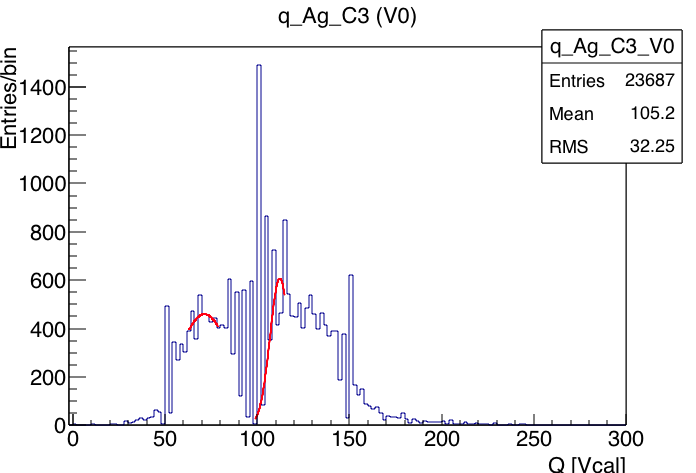 q_Ag_C3 (V0)
q_Ag_C3_V0
Entries 23687
Mean 105.2
RMS 32.25
Entries/bin
1400
1200
1000
800
600
400
200
0
0 50 100 150 200 250 300
Q [Vcal]